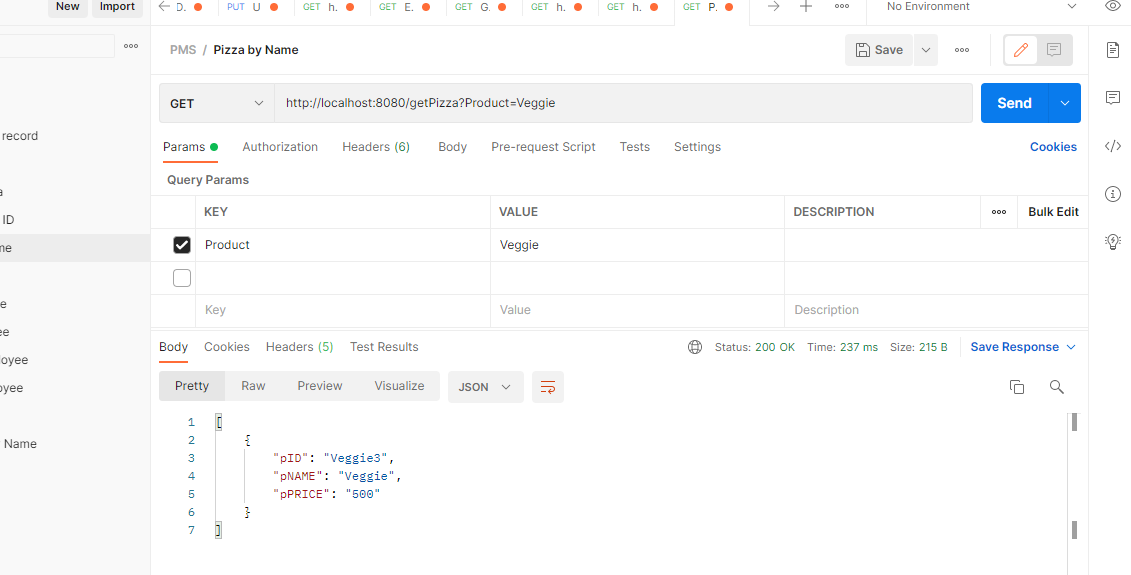 New Import
D. PUT U GET h. GET E. GET G. GET h. GET h. GET P. No Environment
PMS / Pizza by Name Save
GET http://localhost:8080/getPizza?Product=Veggie Send
record
ID
Name
Params Authorization Headers (6) Body Pre-request Script Tests Settings Cookies
Query Params
KEY VALUE DESCRIPTION Bulk Edit
Product Veggie
Key Value Description
Body Cookies Headers (5) Test Results Status: 200 OK Time: 237 ms Size: 215 B Save Response
Pretty Raw Preview Visualize JSON
1 [
2 {
3 "pID": "Veggie3",
4 "pNAME": "Veggie",
5 "pPRICE": "500"
6 }
7 ]